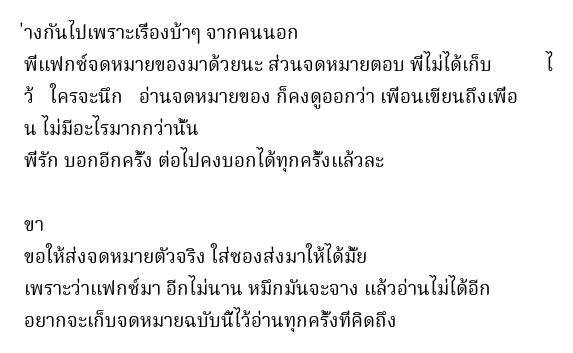 ่างกันไปเพราะเรื่องบ้าๆ จากคนนอก
พี่แฟกซ์จดหมายของมาด้วยนะ ส่วนจดหมายตอบ พี่ไม่ได้เก็บ ไ
ว้ ใครจะนึก อ่านจดหมายของ ก็คงดูออกว่า เพื่อนเขียนถึงเพื่อ
น ไม่มีอะไรมากกว่านั้น
พี่รัก บอกอีกครั้ง ต่อไปคงบอกได้ทุกครั้งแล้วละ
ขา
ขอให้ส่งจดหมายตัวจริง ใส่ซองส่งมาให้ได้มั้ย
เพราะว่าแฟกซ์มา อีกไม่นาน หมึกมันจะจาง แล้วอ่านไม่ได้อีก
อยากจะเก็บจดหมายฉบับนี้ไว้อ่านทุกครั้งที่คิดถึง